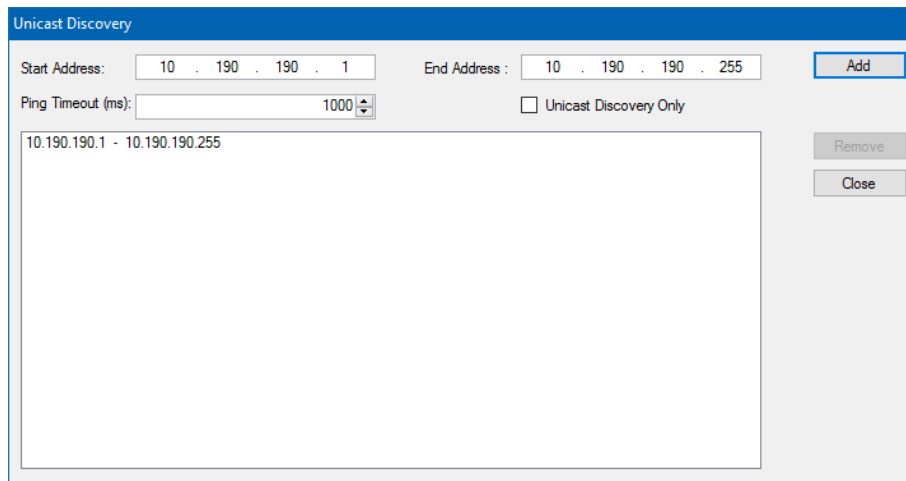 Unicast Discovery
Start Address: 10 . 190 . 190 . 1 End Address : 10 . 190 . 190 . 255 Add
Ping Timeout (ms): 1000 Unicast Discovery Only
10.190.190.1 - 10.190.190.255
Remove
Close